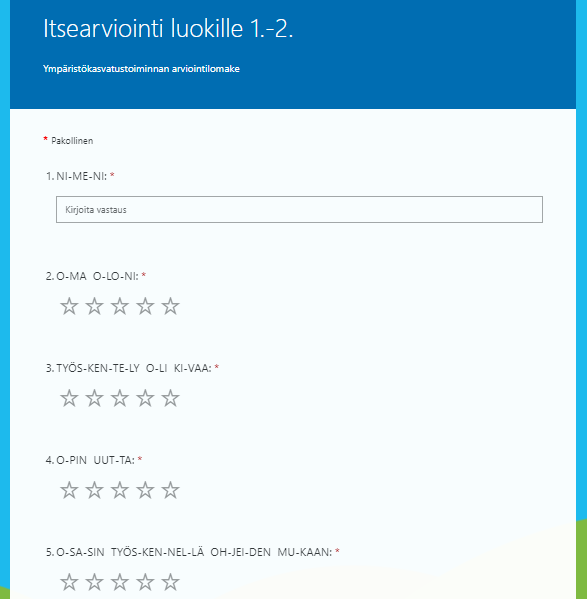 Itsearviointi luokille 1.-2.
Ympäristökasvatustoiminnan arviointilomake
* Pakollinen
1. NI-ME-NI: *
Kirjoita vastaus
2. O-MA O-LO-NI: *
3. TYÖS-KEN-TE-LY O-LI KI-VAA: *
4. O-PIN UUT-TA: *
5. O-SA-SIN TYÖS-KEN-NEL-LÄ OH-JEI-DEN MU-KAAN: *